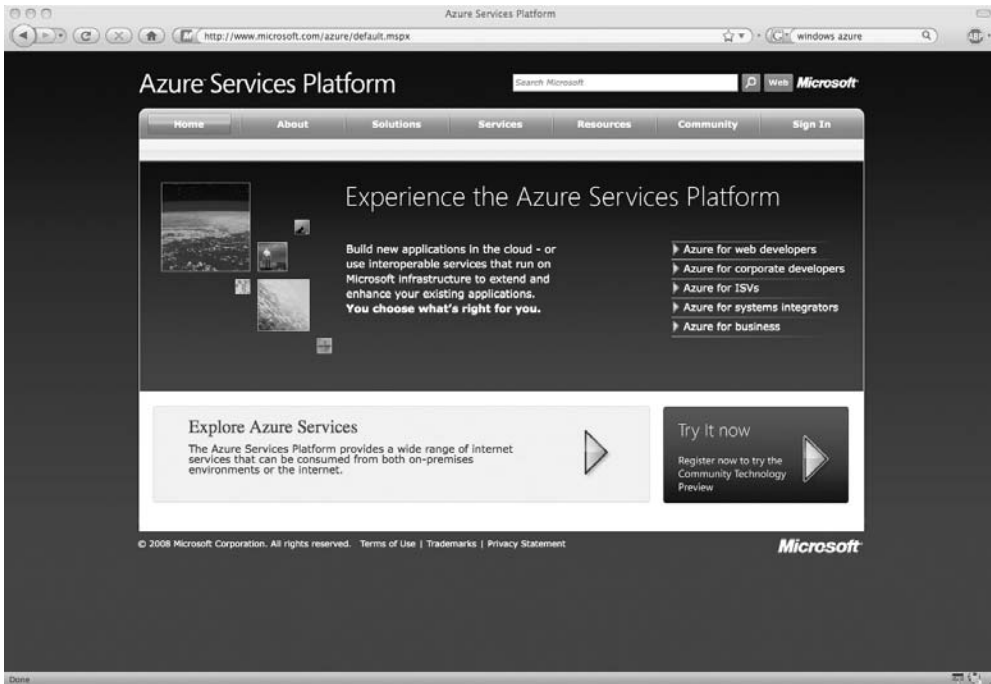 Azure Services Platform
http://www.microsoft.com/azure/default.mspx
windows azure
ABP
Azure Services Platform
Search Microsoft
Web
Microsoft
Home
About
Solutions
Services
Resources
Community
Sign In
Experience the Azure Services Platform
Build new applications in the cloud - or
use interoperable services that run on
Microsoft infrastructure to extend and
enhance your existing applications.
You choose what's right for you.
Azure for web developers
Azure for corporate developers
Azure for ISVs
Azure for systems integrators
Azure for business
Explore Azure Services
The Azure Services Platform provides a wide range of internet
services that can be consumed from both on-premises
environments or the internet.
Try It now
Register now to try the
Community Technology
Preview
© 2008 Microsoft Corporation. All rights reserved. Terms of Use | Trademarks | Privacy Statement
Microsoft
Done